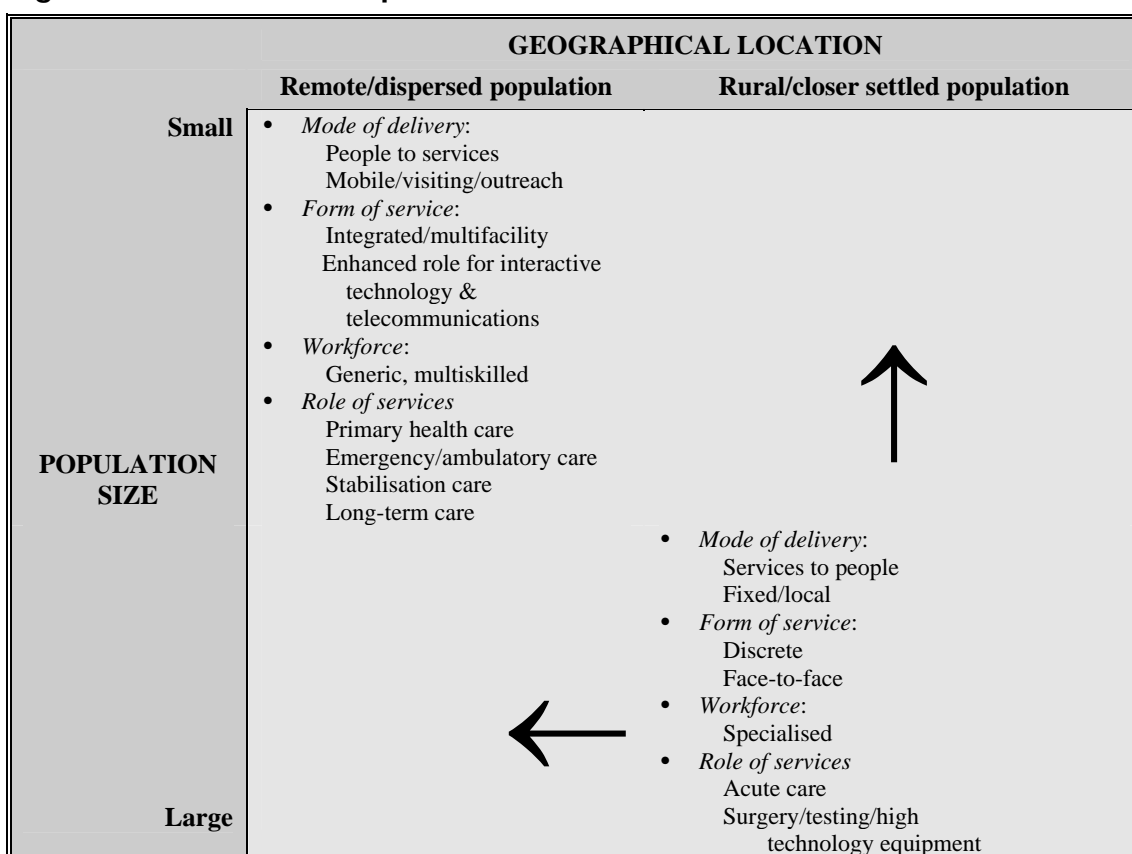 GEOGRAPHICAL LOCATION
Remote/dispersed population
Rural/closer settled population
Small
• Mode of delivery:
People to services
Mobile/visiting/outreach
• Form of service:
Integrated/multifacility
Enhanced role for interactive
technology &
telecommunications
• Workforce:
Generic, multiskilled
• Role of services
Primary health care
Emergency/ambulatory care
Stabilisation care
Long-term care
POPULATION
SIZE
• Mode of delivery:
Services to people
Fixed/local
• Form of service:
Discrete
Face-to-face
• Workforce:
Specialised
• Role of services
Acute care
Surgery/testing/high
technology equipment
Large